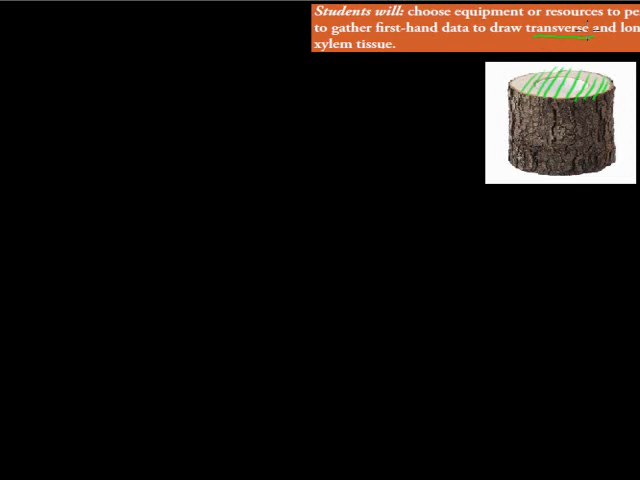 Students will: choose equipment or resources to pe
to gather first-hand data to draw transverse and lon
xylem tissue.